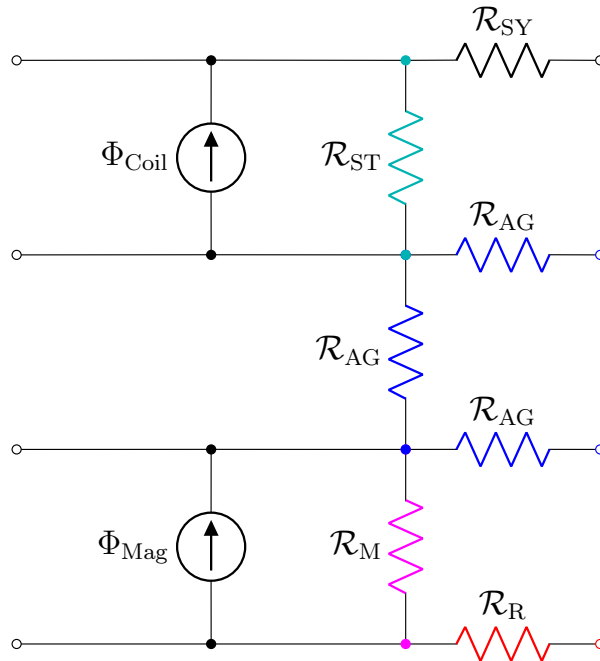 ℛ_SY
Φ_Coil
ℛ_ST
ℛ_AG
ℛ_AG
ℛ_AG
Φ_Mag
ℛ_M
ℛ_R